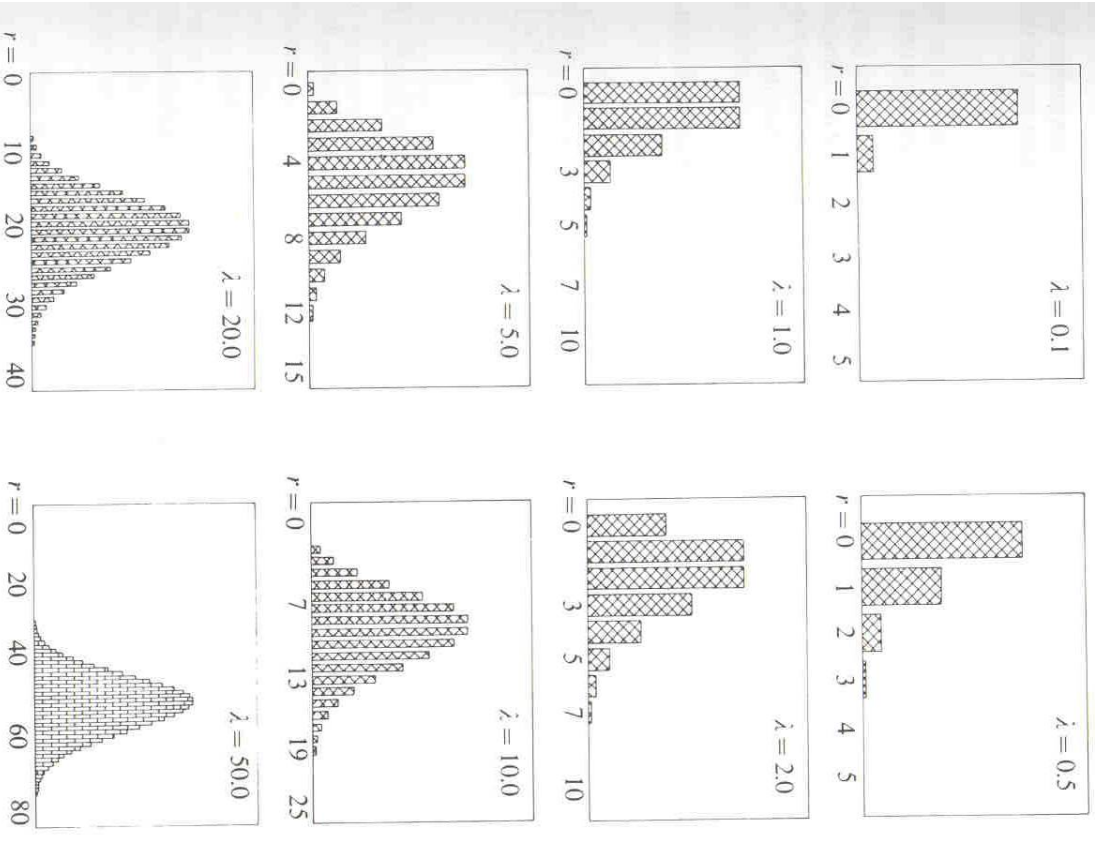 λ = 0.1
r = 0 1 2 3 4 5
λ = 0.5
r = 0 1 2 3 4 5
λ = 1.0
r = 0 3 5 7 10
λ = 2.0
r = 0 3 5 7 10
λ = 5.0
r = 0 4 8 12 15
λ = 10.0
r = 0 7 13 19 25
λ = 20.0
r = 0 10 20 30 40
λ = 50.0
r = 0 20 40 60 80